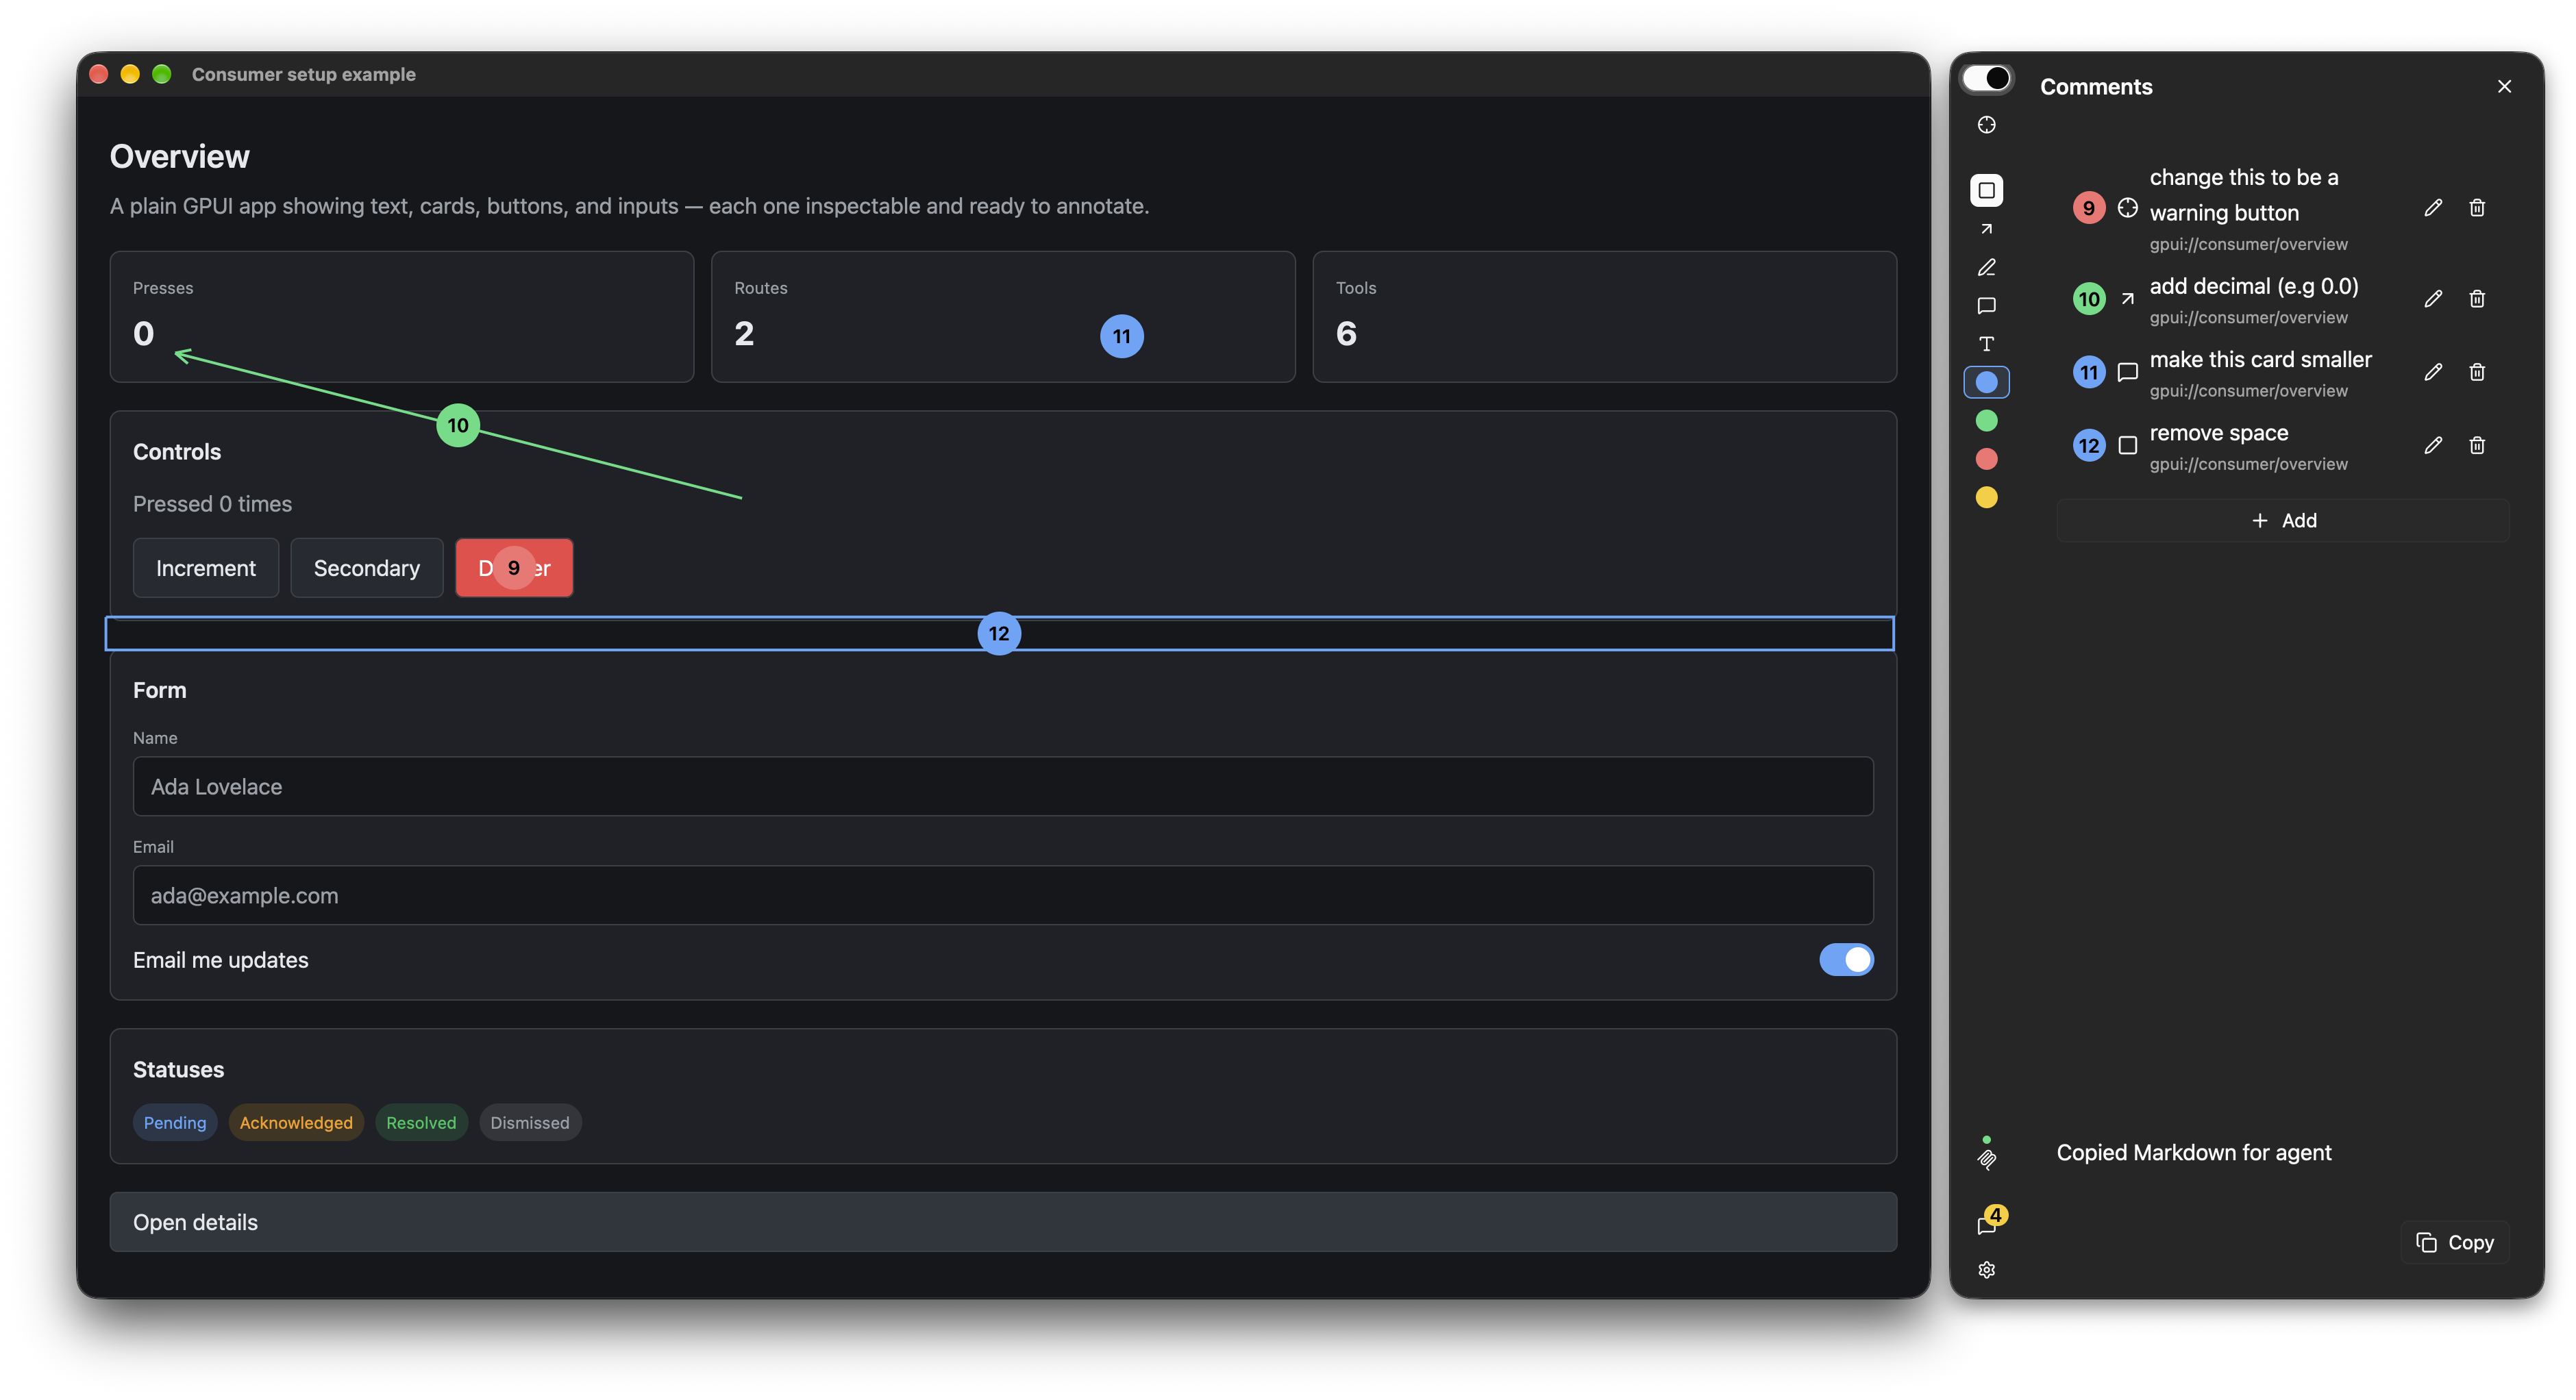 Consumer setup example
Overview
A plain GPUI app showing text, cards, buttons, and inputs — each one inspectable and ready to annotate.
Presses
0
Routes
2
11
Tools
6
10
Controls
Pressed 0 times
Increment
Secondary
D 9 er
12
Form
Name
Ada Lovelace
Email
ada@example.com
Email me updates
Statuses
Pending
Acknowledged
Resolved
Dismissed
Open details
Comments
9
change this to be a
warning button
gpui://consumer/overview
10
add decimal (e.g 0.0)
gpui://consumer/overview
11
make this card smaller
gpui://consumer/overview
12
remove space
gpui://consumer/overview
+ Add
T
Copied Markdown for agent
4
Copy